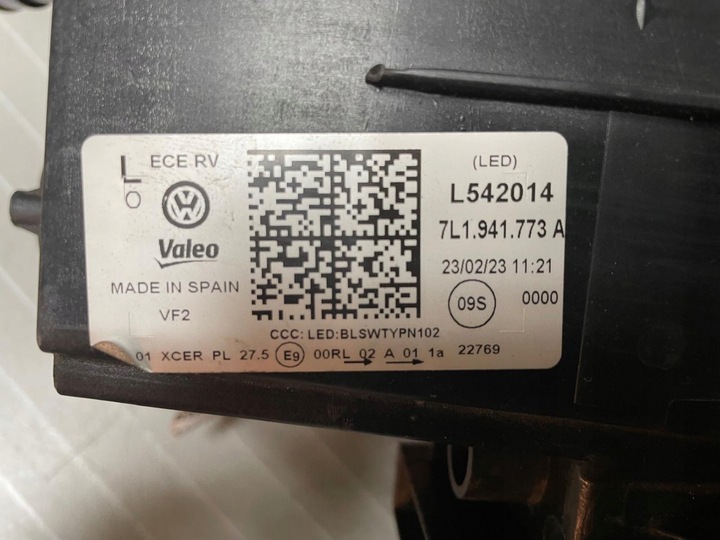 L ECE RV
O
Valeo
MADE IN SPAIN
VF2
(LED)
L542014
7L1.941.773 A
23/02/23 11:21
09S 0000
CCC: LED:BLSWTYPN102
01 XCER PL 27.5 E9 00RL 02 A 01 1a 22769